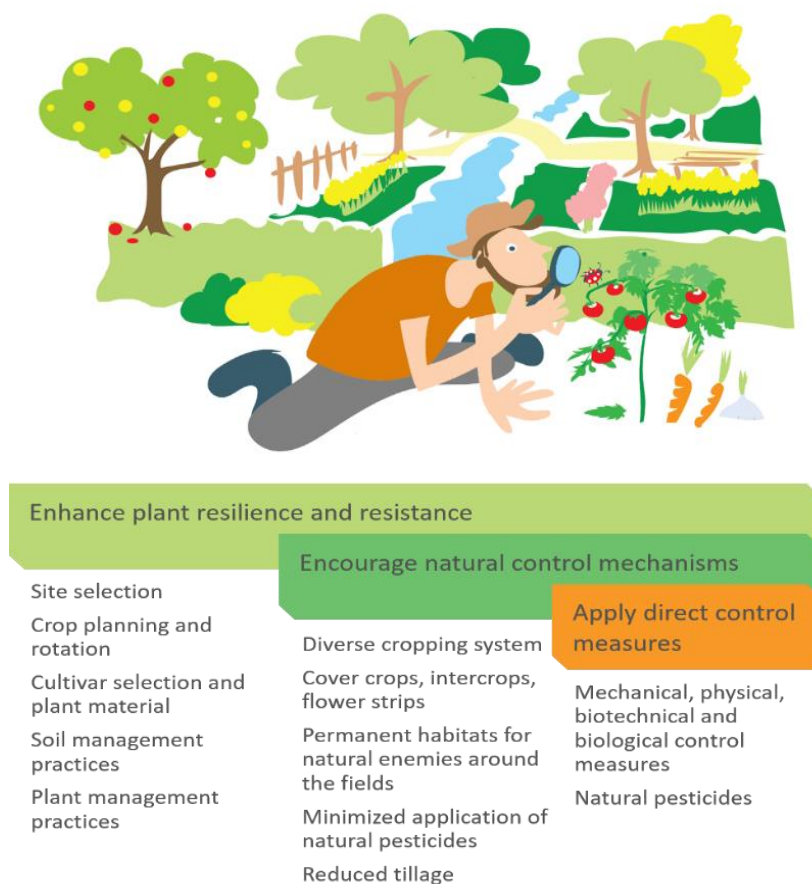 Enhance plant resilience and resistance
Encourage natural control mechanisms
Apply direct control
measures
Site selection
Crop planning and
rotation
Cultivar selection and
plant material
Soil management
practices
Plant management
practices
Diverse cropping system
Cover crops, intercrops,
flower strips
Permanent habitats for
natural enemies around
the fields
Minimized application of
natural pesticides
Reduced tillage
Mechanical, physical,
biotechnical and
biological control
measures
Natural pesticides